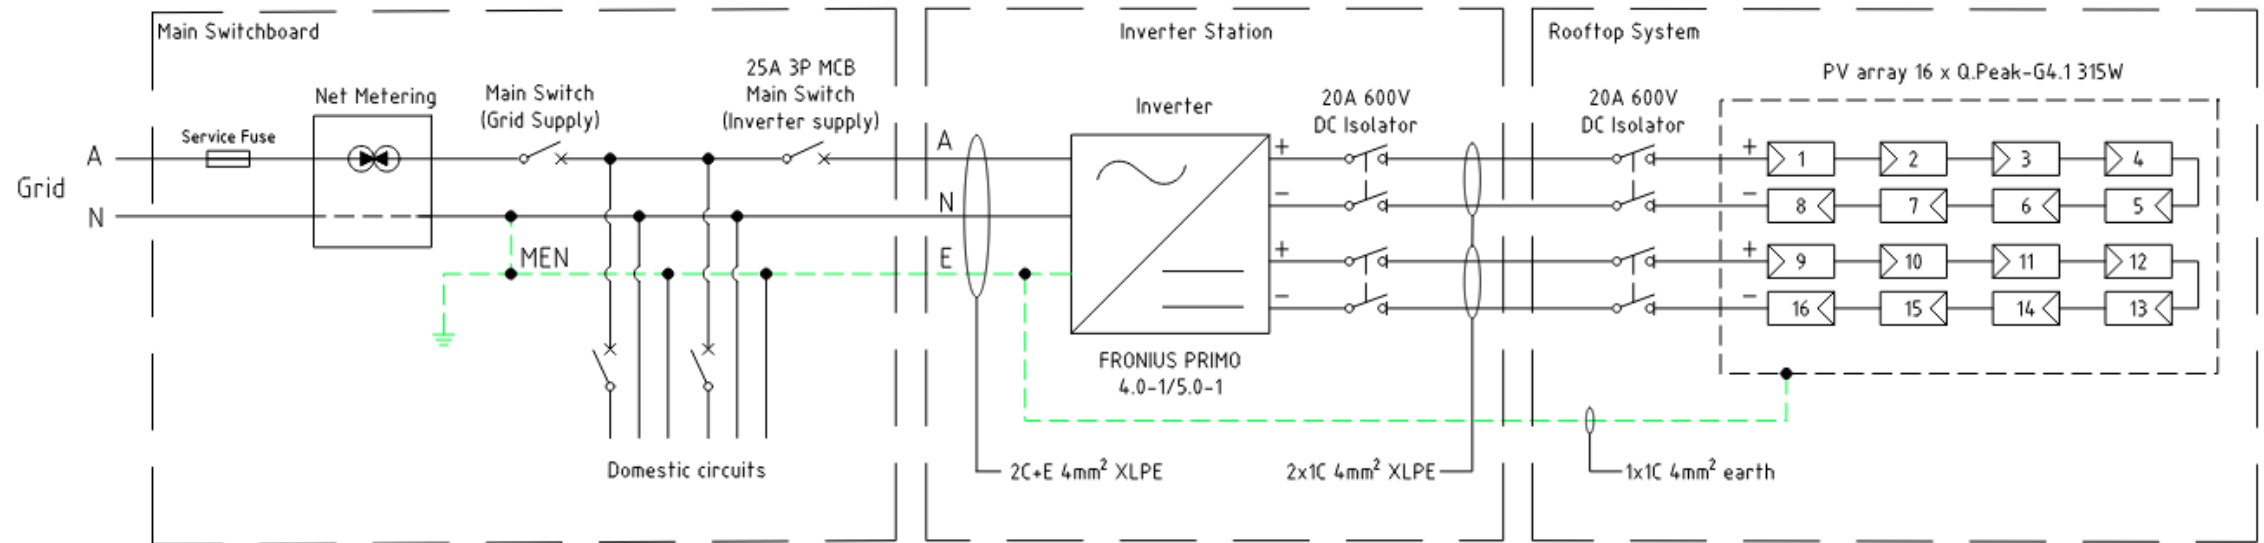 Main Switchboard
Inverter Station
Rooftop System
25A 3P MCB
Main Switch
(Inverter supply)
Main Switch
(Grid Supply)
Net Metering
Service Fuse
Inverter
20A 600V
DC Isolator
20A 600V
DC Isolator
PV array 16 x Q.Peak-G4.1 315W
A
Grid
N
MEN
A
N
E
+
-
+
-
+
-
+
-
1 2 3 4
8 7 6 5
9 10 11 12
16 15 14 13
FRONIUS PRIMO
4.0-1/5.0-1
Domestic circuits
2C+E 4mm² XLPE
2x1C 4mm² XLPE
1x1C 4mm² earth